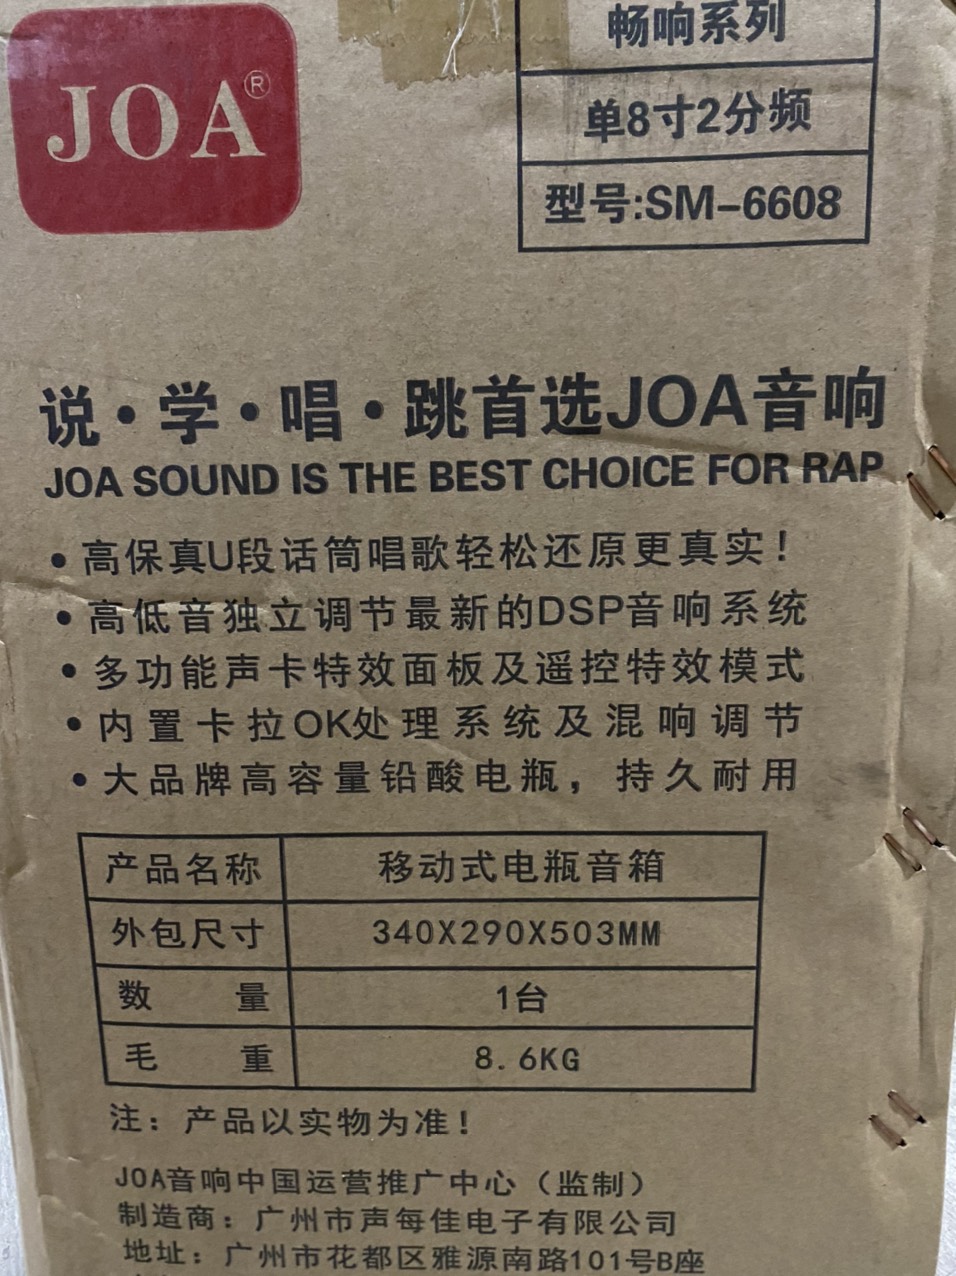 JOA®
畅响系列
单8寸2分频
型号:SM-6608
说·学·唱·跳首选JOA音响
JOA SOUND IS THE BEST CHOICE FOR RAP
• 高保真U段话筒唱歌轻松还原更真实！
• 高低音独立调节最新的DSP音响系统
• 多功能声卡特效面板及遥控特效模式
• 内置卡拉OK处理系统及混响调节
• 大品牌高容量铅酸电瓶，持久耐用
产品名称 移动式电瓶音箱
外包尺寸 340X290X503MM
数量 1台
毛重 8.6KG
注：产品以实物为准！
JOA音响中国运营推广中心（监制）
制造商：广州市声每佳电子有限公司
地址：广州市花都区雅源南路101号B座